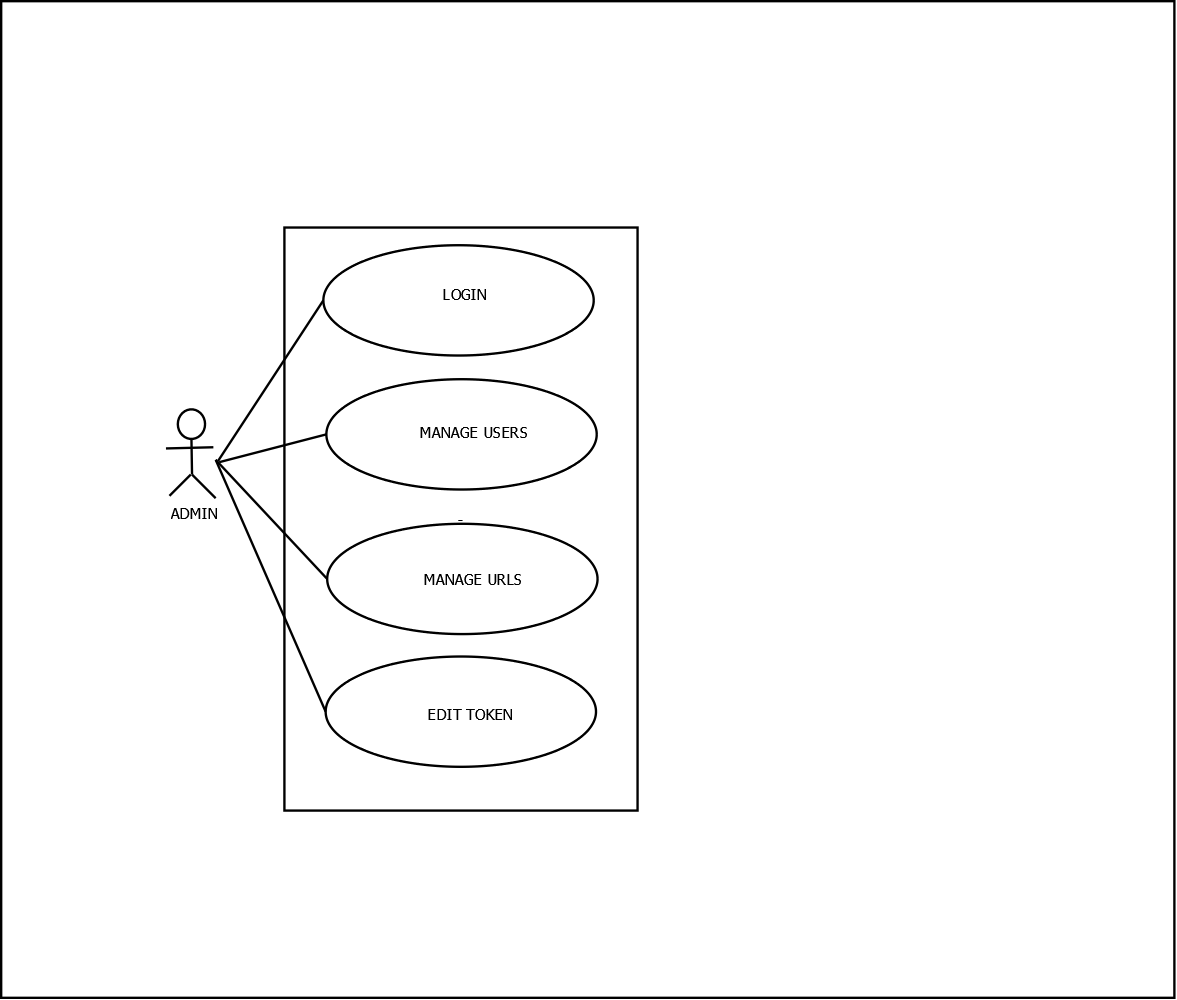 LOGIN
MANAGE USERS
ADMIN
-
MANAGE URLS
EDIT TOKEN